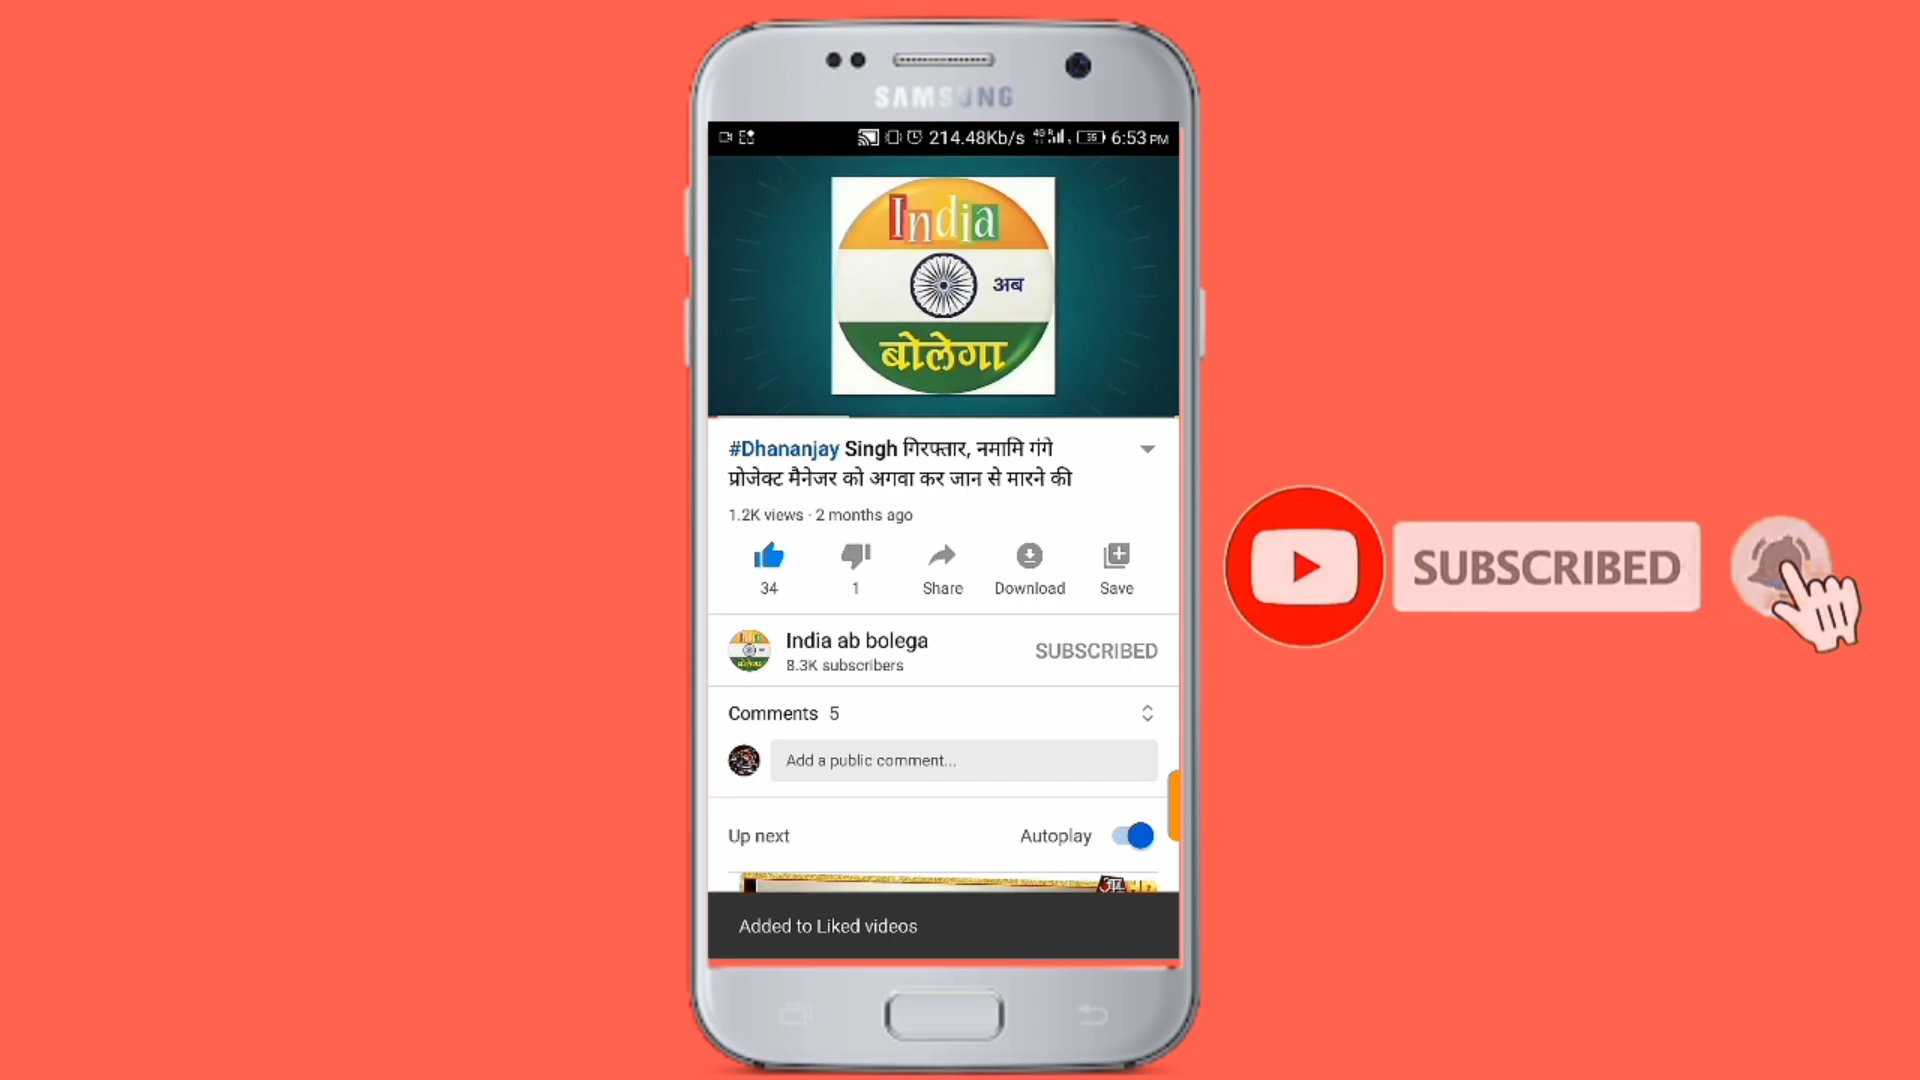 SAMSUNG
214.48Kb/s 4G R 35 6:53 PM
India
अब
बोलेगा
#Dhananjay Singh गिरफ्तार, नमामि गंगे
प्रोजेक्ट मैनेजर को अगवा कर जान से मारने की
1.2K views · 2 months ago
34 1 Share Download Save
India ab bolega
8.3K subscribers
SUBSCRIBED
Comments 5
Add a public comment...
Up next Autoplay
Added to Liked videos
SUBSCRIBED